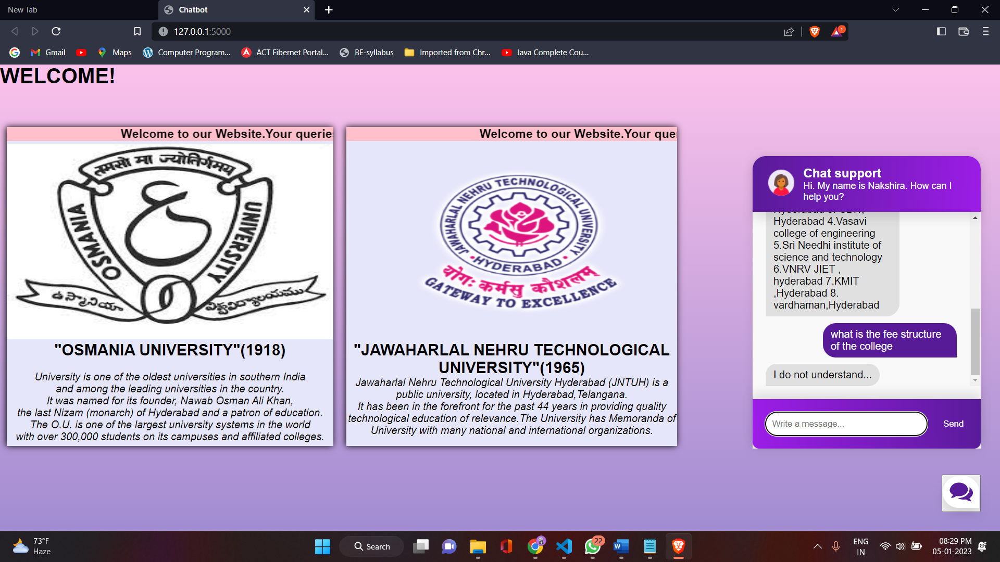 New Tab
Chatbot
127.0.0.1:5000
1
Gmail
Maps
Computer Program...
ACT Fibernet Portal...
BE-syllabus
Imported from Chr...
Java Complete Cou...
WELCOME!
Welcome to our Website.Your queries
तमसो मा ज्योतिर्गमय
OSMANIA
UNIVERSITY
ఉస్మానియా
విశ్వవిద్యాలయము
"OSMANIA UNIVERSITY"(1918)
University is one of the oldest universities in southern India
and among the leading universities in the country.
It was named for its founder, Nawab Osman Ali Khan,
the last Nizam (monarch) of Hyderabad and a patron of education.
The O.U. is one of the largest university systems in the world
with over 300,000 students on its campuses and affiliated colleges.
Welcome to our Website.Your que
JAWAHARLAL NEHRU TECHNOLOGICAL UNIVERSITY
HYDERABAD
योगः कर्मसु कौशलम्
GATEWAY TO EXCELLENCE
"JAWAHARLAL NEHRU TECHNOLOGICAL
UNIVERSITY"(1965)
Jawaharlal Nehru Technological University Hyderabad (JNTUH) is a
public university, located in Hyderabad,Telangana.
It has been in the forefront for the past 44 years in providing quality
technological education of relevance.The University has Memoranda of
University with many national and international organizations.
Chat support
Hi. My name is Nakshira. How can I
help you?
Hyderabad 4.Vasavi
college of engineering
5.Sri Needhi institute of
science and technology
6.VNRV JIET ,
hyderabad 7.KMIT
,Hyderabad 8.
vardhaman,Hyderabad
what is the fee structure
of the college
I do not understand...
Write a message...
Send
73°F
Haze
Search
22
ENG
IN
08:29 PM
05-01-2023